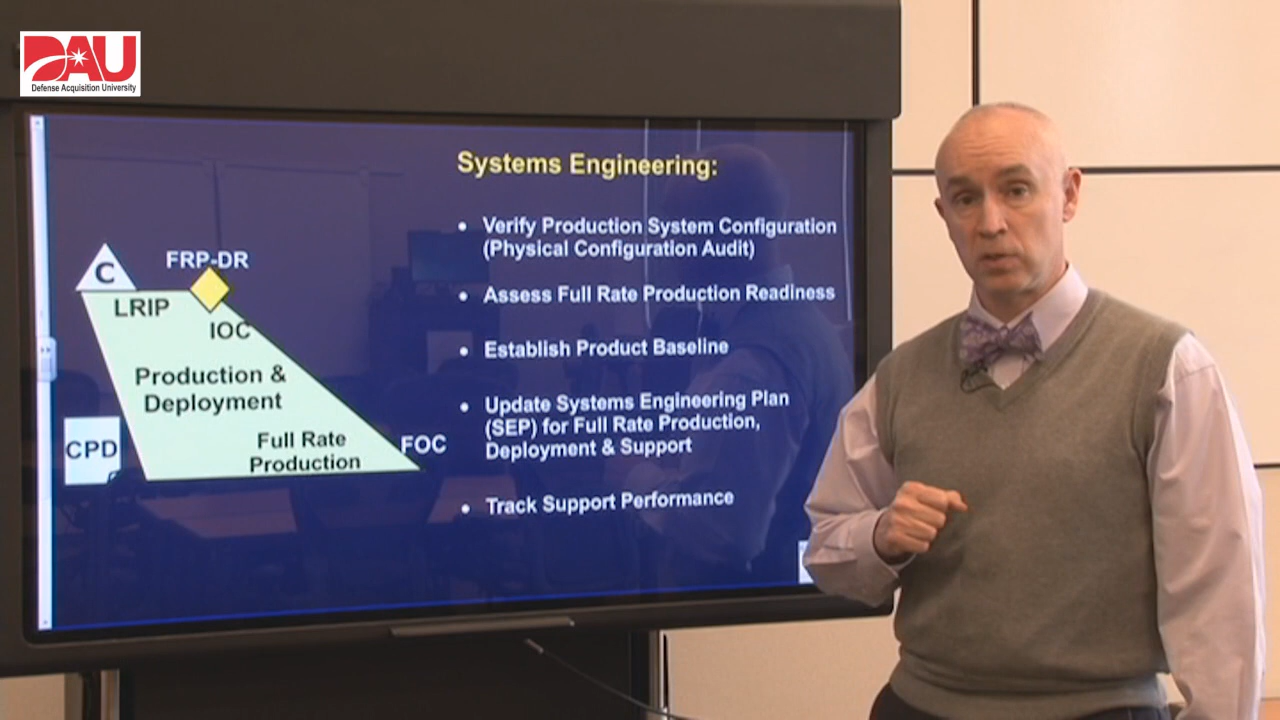 DAU
Defense Acquisition University
Systems Engineering:
• Verify Production System Configuration
(Physical Configuration Audit)
• Assess Full Rate Production Readiness
• Establish Product Baseline
• Update Systems Engineering Plan
(SEP) for Full Rate Production,
Deployment & Support
• Track Support Performance
C
FRP-DR
LRIP
IOC
Production &
Deployment
CPD
Full Rate
Production
FOC